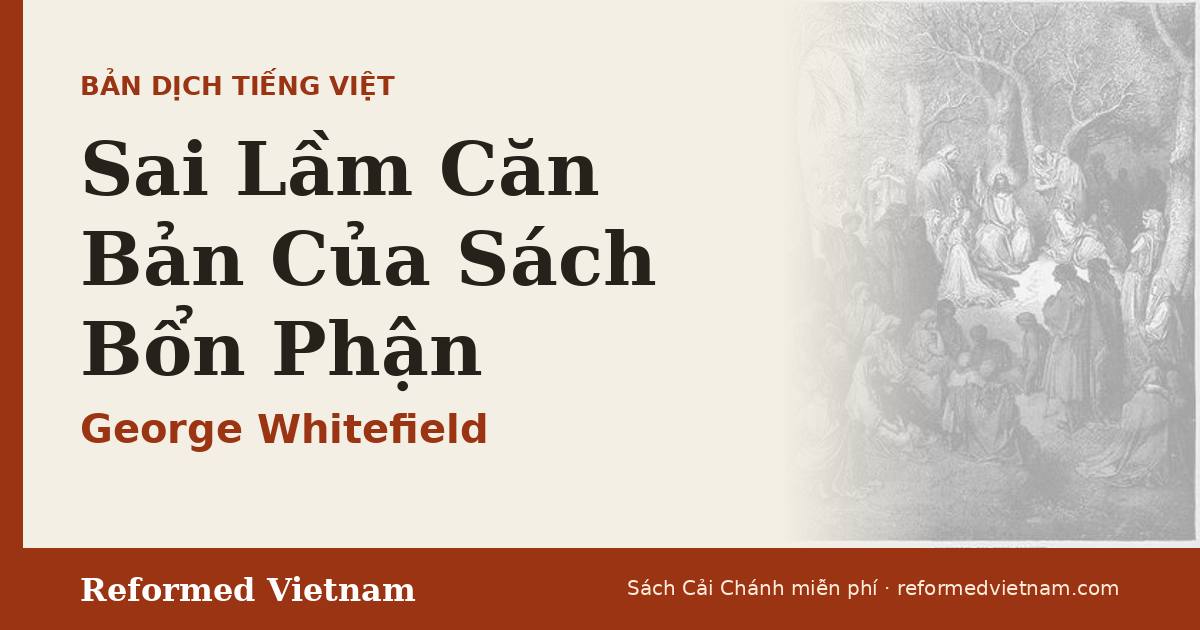 BẢN DỊCH TIẾNG VIỆT
Sai Lầm Căn
Bản Của Sách
Bổn Phận
George Whitefield
Reformed Vietnam
Sách Cải Chánh miễn phí · reformedvietnam.com